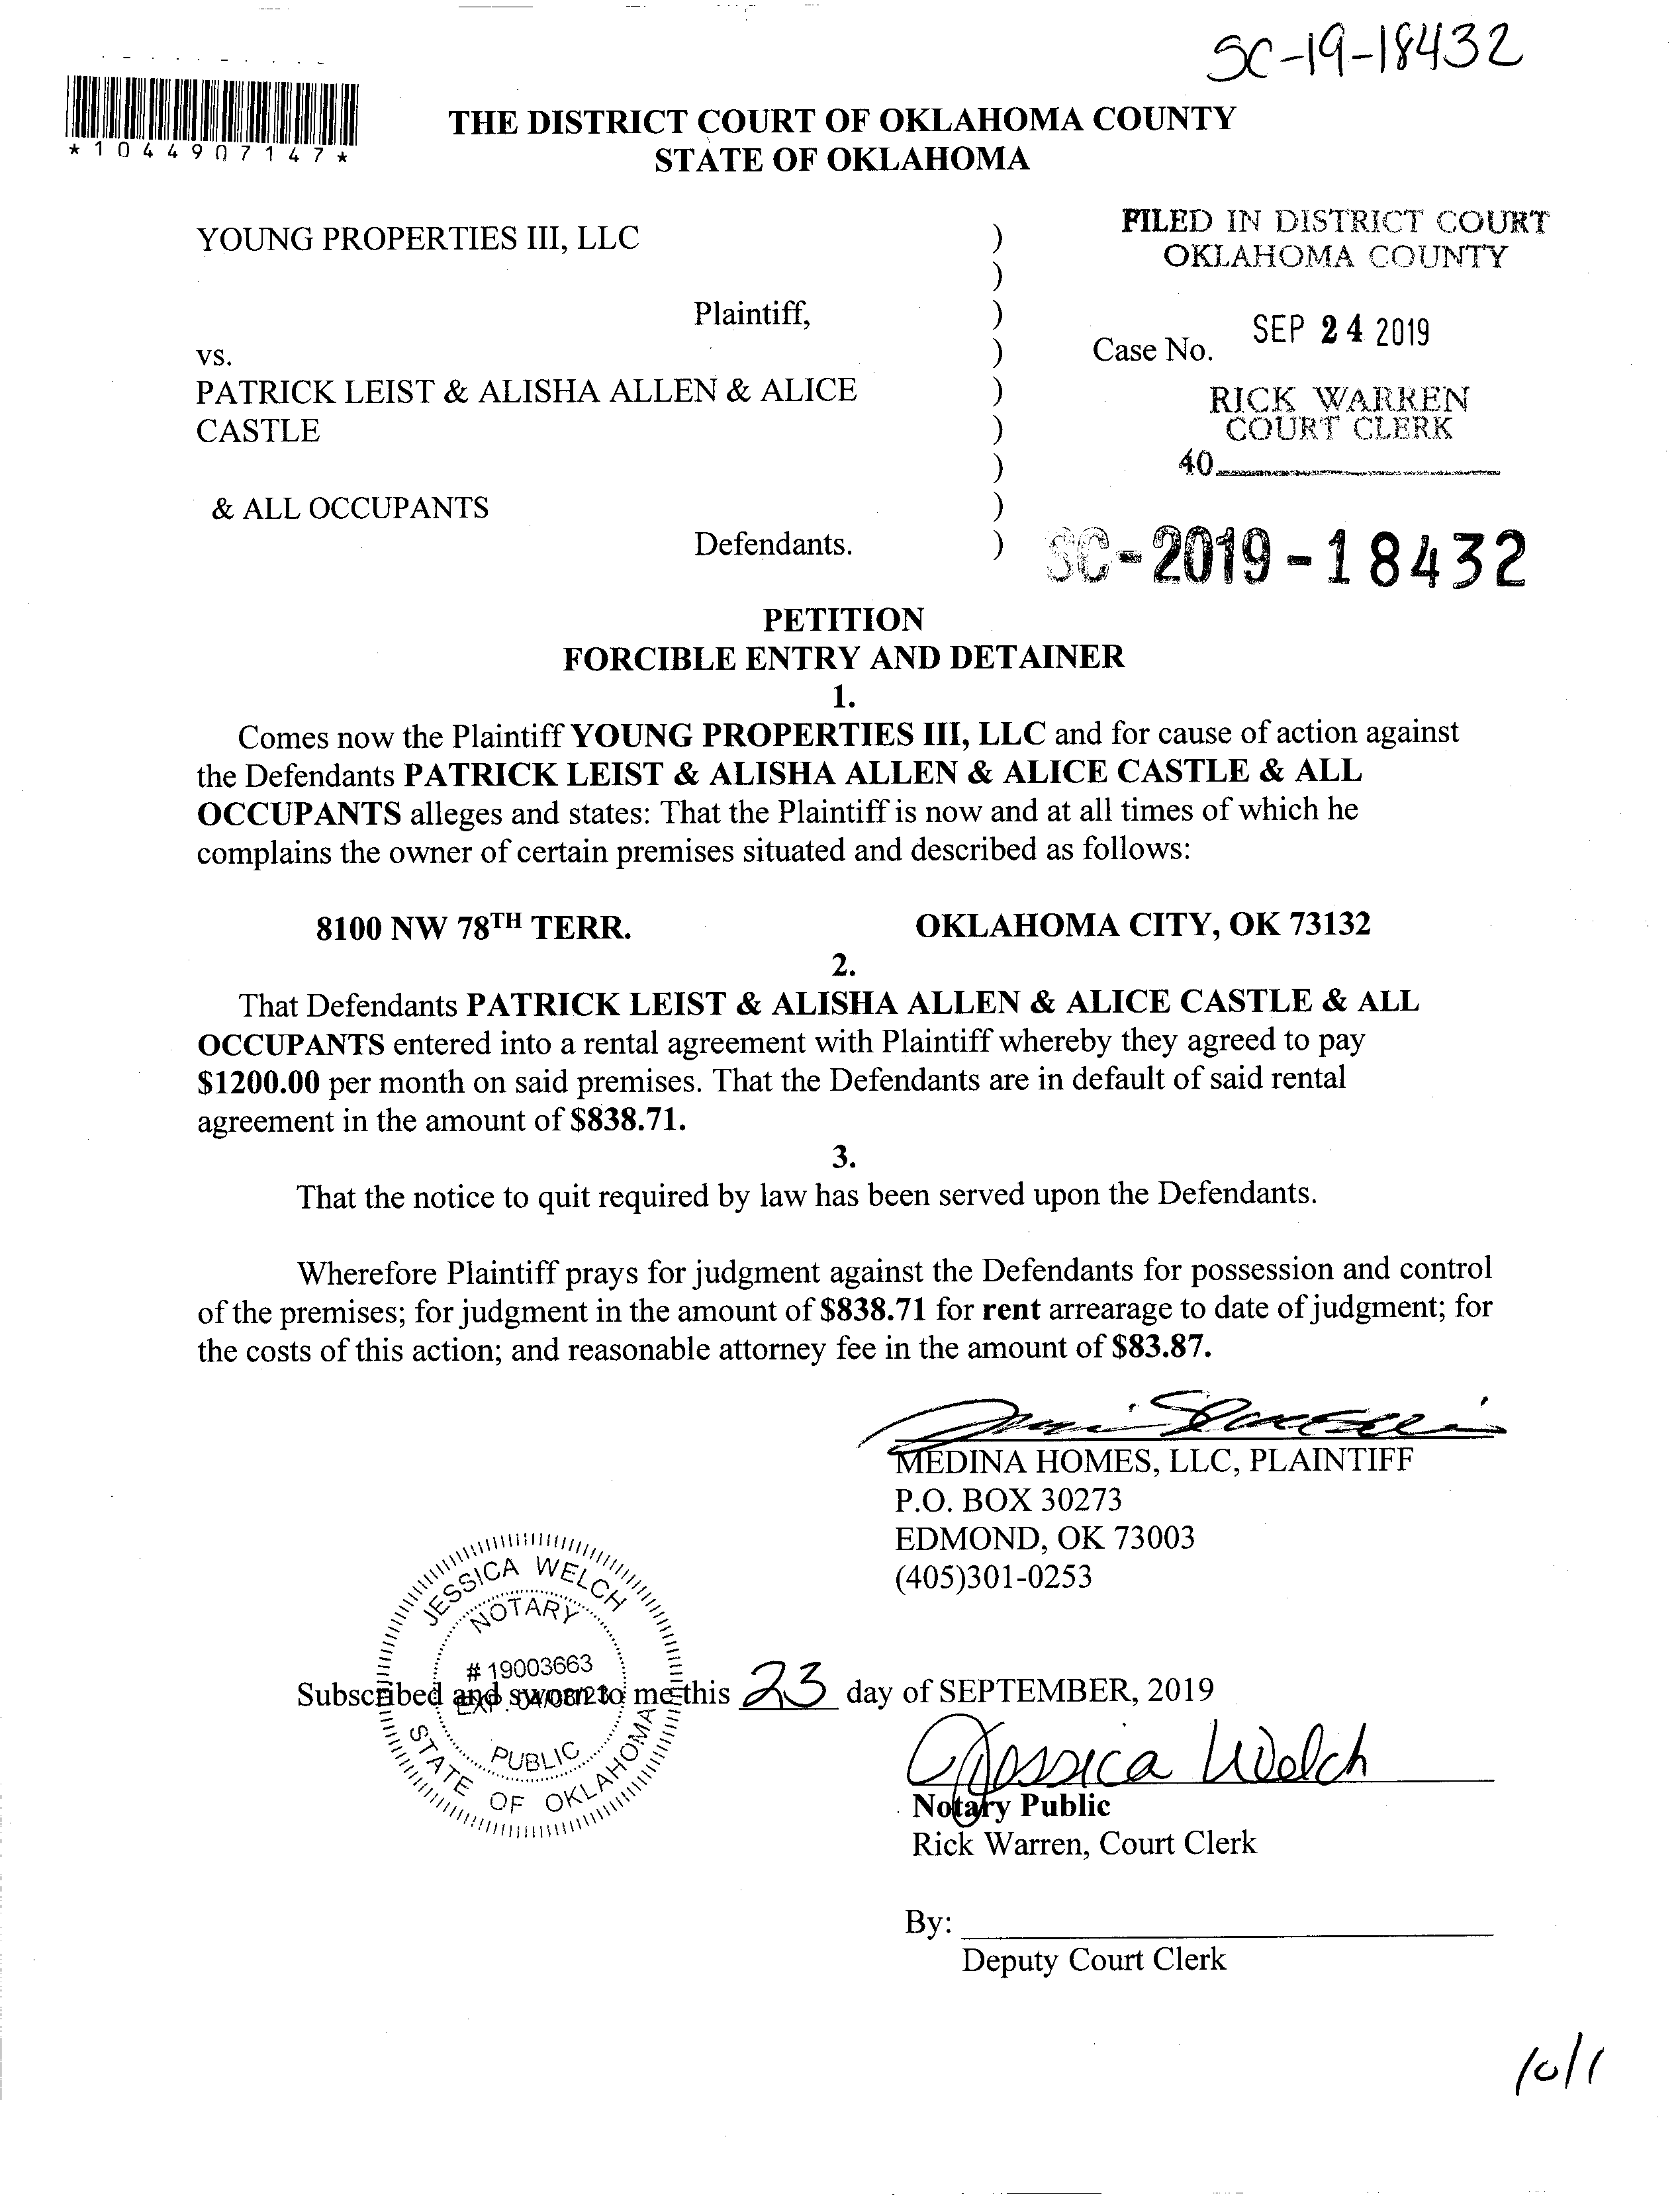 SC-19-18432
*1044907147*
THE DISTRICT COURT OF OKLAHOMA COUNTY
STATE OF OKLAHOMA
FILED IN DISTRICT COURT
OKLAHOMA COUNTY
YOUNG PROPERTIES III, LLC )
)
Plaintiff, )
SEP 24 2019
vs. ) Case No.
PATRICK LEIST & ALISHA ALLEN & ALICE )
CASTLE )
RICK WARREN
COURT CLERK
)
40
& ALL OCCUPANTS )
Defendants. )
SC-2019-18432
PETITION
FORCIBLE ENTRY AND DETAINER
1.
Comes now the Plaintiff YOUNG PROPERTIES III, LLC and for cause of action against
the Defendants PATRICK LEIST & ALISHA ALLEN & ALICE CASTLE & ALL
OCCUPANTS alleges and states: That the Plaintiff is now and at all times of which he
complains the owner of certain premises situated and described as follows:
8100 NW 78TH TERR. OKLAHOMA CITY, OK 73132
2.
That Defendants PATRICK LEIST & ALISHA ALLEN & ALICE CASTLE & ALL
OCCUPANTS entered into a rental agreement with Plaintiff whereby they agreed to pay
$1200.00 per month on said premises. That the Defendants are in default of said rental
agreement in the amount of $838.71.
3.
That the notice to quit required by law has been served upon the Defendants.
Wherefore Plaintiff prays for judgment against the Defendants for possession and control
of the premises; for judgment in the amount of $838.71 for rent arrearage to date of judgment; for
the costs of this action; and reasonable attorney fee in the amount of $83.87.
MEDINA HOMES, LLC, PLAINTIFF
P.O. BOX 30273
EDMOND, OK 73003
(405)301-0253
JESSICA WELCH
NOTARY
# 19003663
EXP. 04/08/23
PUBLIC
STATE OF OKLAHOMA
Subscribed and sworn to me this 23 day of SEPTEMBER, 2019
Jessica Welch
Notary Public
Rick Warren, Court Clerk
By:
Deputy Court Clerk
10/1